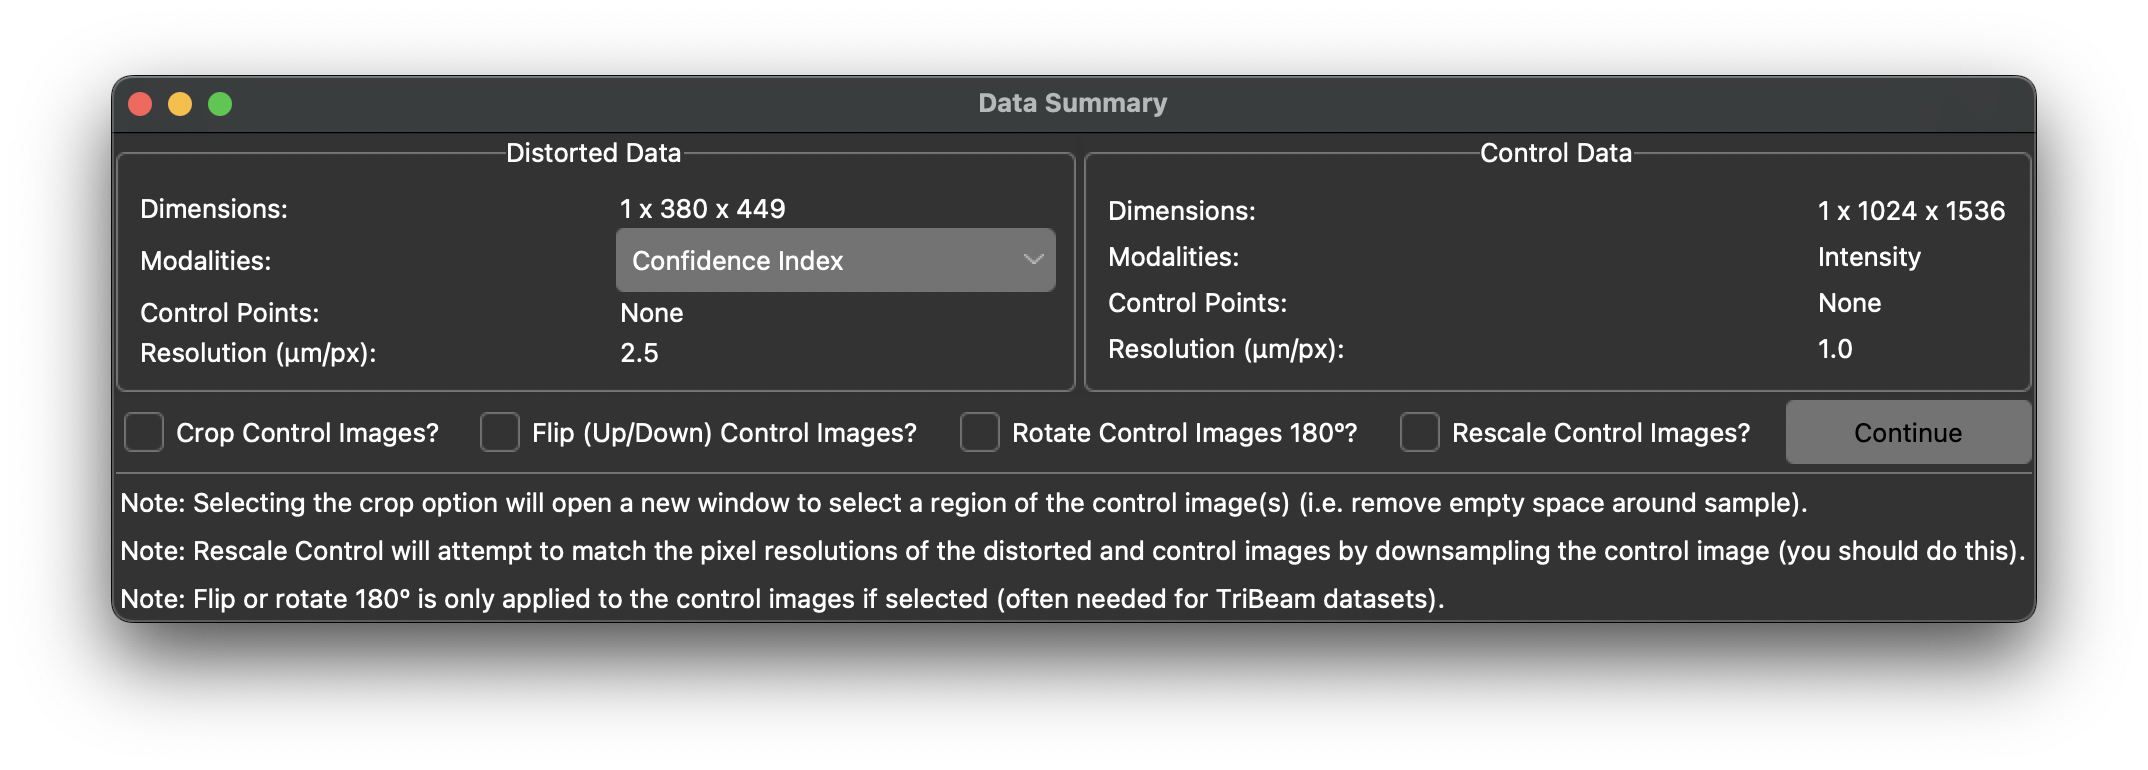 Data Summary
Distorted Data
Dimensions: 1 x 380 x 449
Modalities: Confidence Index
Control Points: None
Resolution (µm/px): 2.5
Control Data
Dimensions: 1 x 1024 x 1536
Modalities: Intensity
Control Points: None
Resolution (µm/px): 1.0
Crop Control Images? Flip (Up/Down) Control Images? Rotate Control Images 180º? Rescale Control Images? Continue
Note: Selecting the crop option will open a new window to select a region of the control image(s) (i.e. remove empty space around sample).
Note: Rescale Control will attempt to match the pixel resolutions of the distorted and control images by downsampling the control image (you should do this).
Note: Flip or rotate 180º is only applied to the control images if selected (often needed for TriBeam datasets).